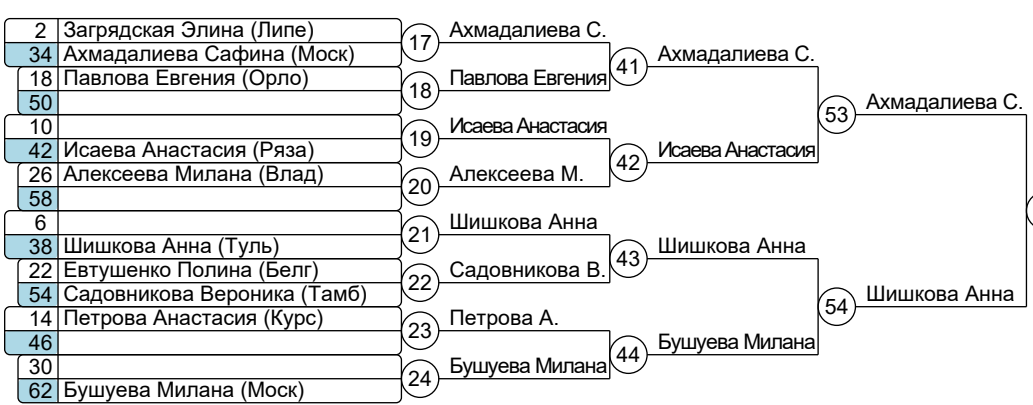 2 Загрядская Элина (Липе)
34 Ахмадалиева Сафина (Моск)
18 Павлова Евгения (Орло)
50
10
42 Исаева Анастасия (Ряза)
26 Алексеева Милана (Влад)
58
6
38 Шишкова Анна (Туль)
22 Евтушенко Полина (Белг)
54 Садовникова Вероника (Тамб)
14 Петрова Анастасия (Курс)
46
30
62 Бушуева Милана (Моск)
17 Ахмадалиева С.
18 Павлова Евгения
19 Исаева Анастасия
20 Алексеева М.
21 Шишкова Анна
22 Садовникова В.
23 Петрова А.
24 Бушуева Милана
41 Ахмадалиева С.
42 Исаева Анастасия
43 Шишкова Анна
44 Бушуева Милана
53 Ахмадалиева С.
54 Шишкова Анна